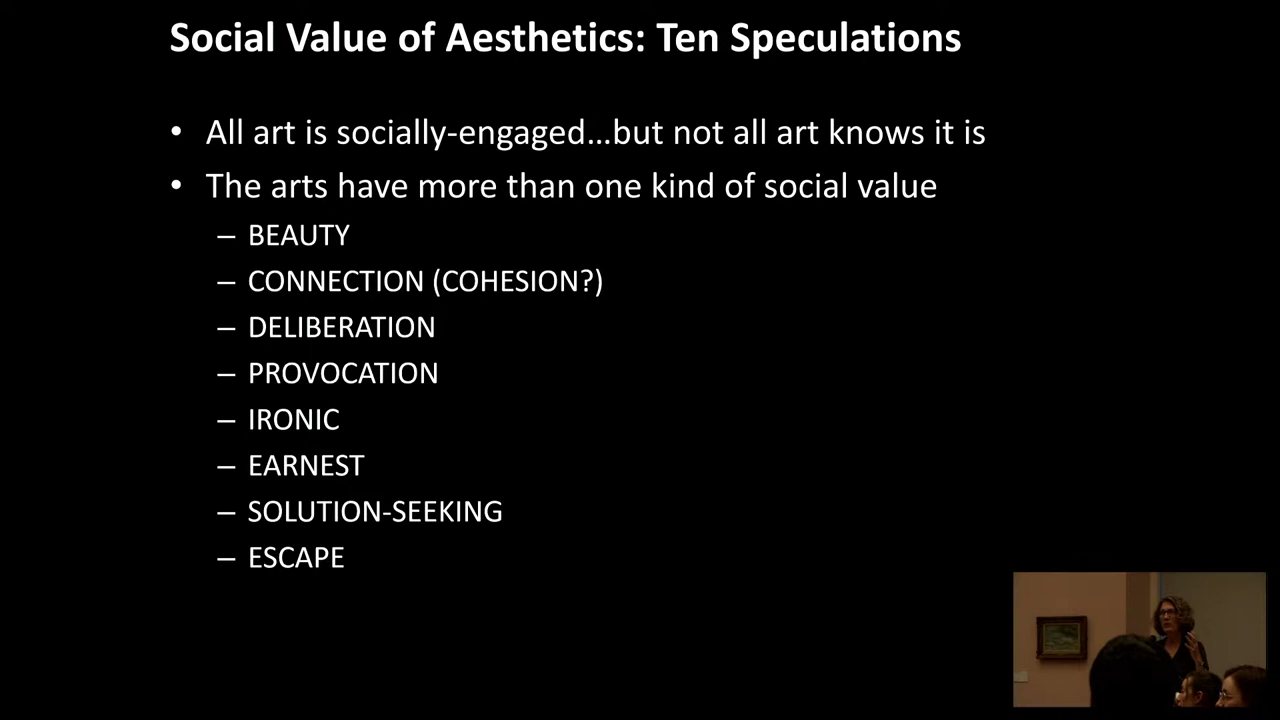 Social Value of Aesthetics: Ten Speculations
• All art is socially-engaged...but not all art knows it is
• The arts have more than one kind of social value
– BEAUTY
– CONNECTION (COHESION?)
– DELIBERATION
– PROVOCATION
– IRONIC
– EARNEST
– SOLUTION-SEEKING
– ESCAPE